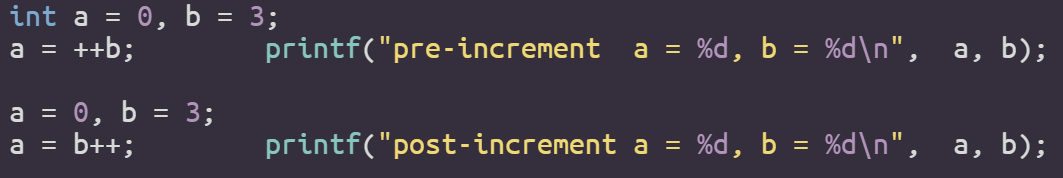 int a = 0, b = 3;
a = ++b;        printf("pre-increment  a = %d, b = %d\n",  a, b);
a = 0, b = 3;
a = b++;        printf("post-increment a = %d, b = %d\n",  a, b);